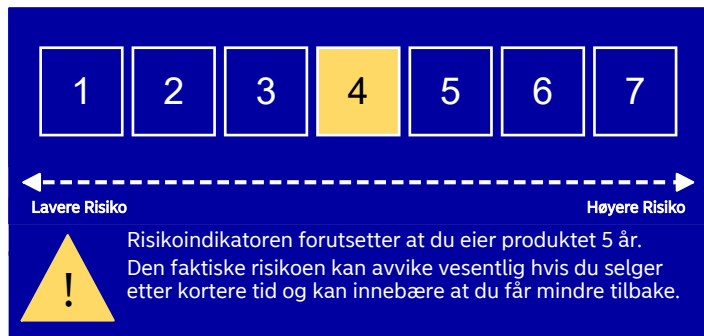 1 2 3 4 5 6 7
Lavere Risiko Høyere Risiko
Risikoindikatoren forutsetter at du eier produktet 5 år.
Den faktiske risikoen kan avvike vesentlig hvis du selger
! etter kortere tid og kan innebære at du får mindre tilbake.